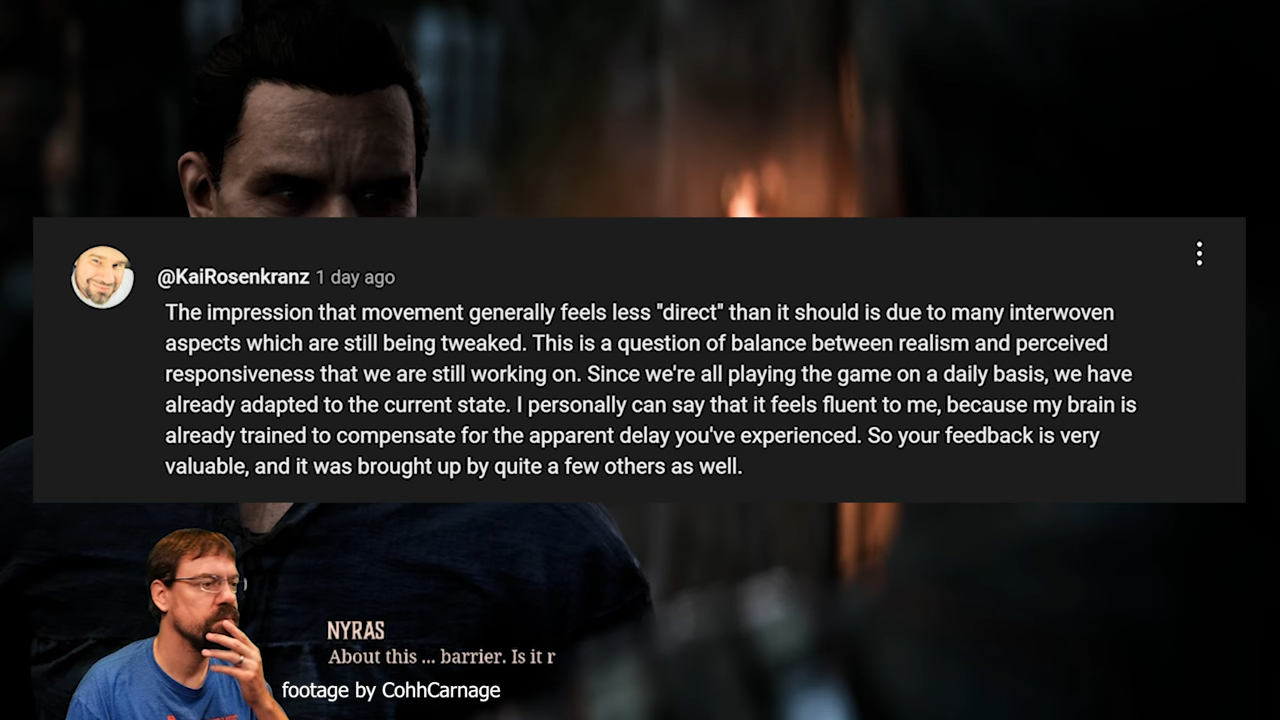 @KaiRosenkranz 1 day ago
The impression that movement generally feels less "direct" than it should is due to many interwoven
aspects which are still being tweaked. This is a question of balance between realism and perceived
responsiveness that we are still working on. Since we're all playing the game on a daily basis, we have
already adapted to the current state. I personally can say that it feels fluent to me, because my brain is
already trained to compensate for the apparent delay you've experienced. So your feedback is very
valuable, and it was brought up by quite a few others as well.
NYRAS
About this ... barrier. Is it r
footage by CohhCarnage